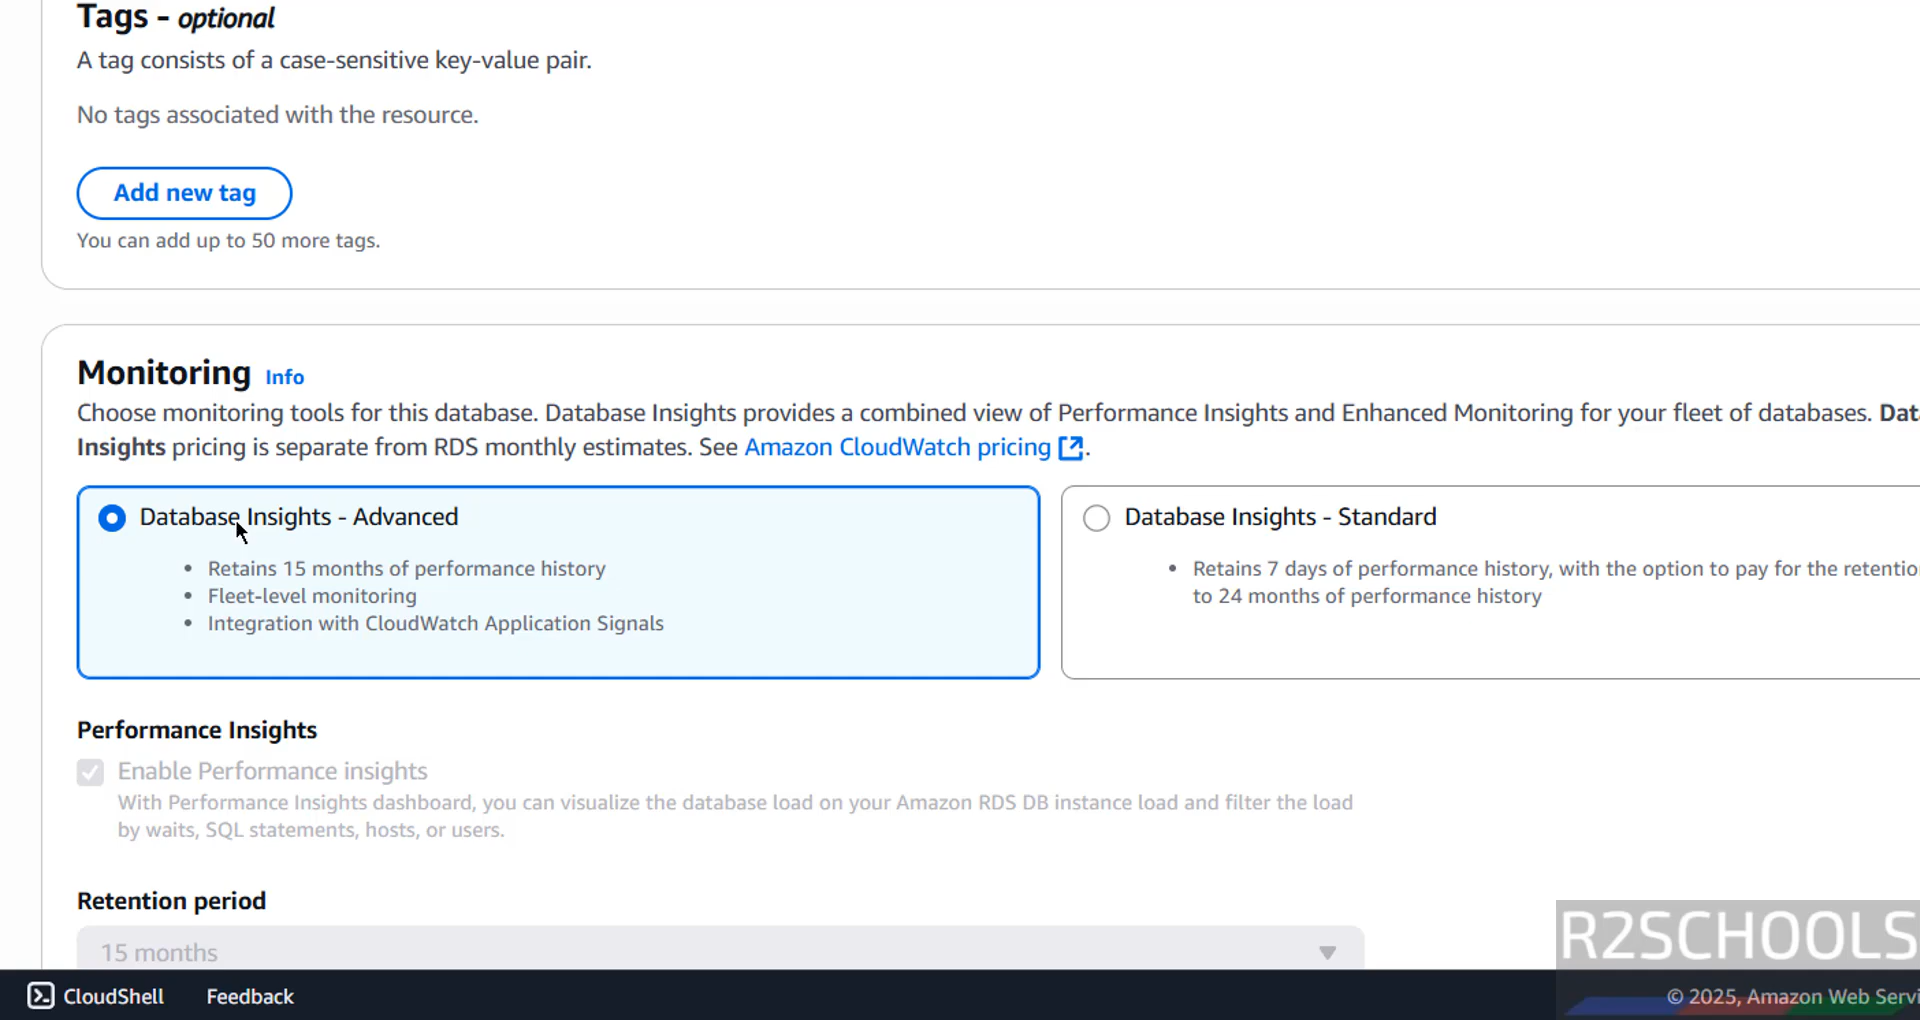 Tags - optional
A tag consists of a case-sensitive key-value pair.
No tags associated with the resource.
Add new tag
You can add up to 50 more tags.
Monitoring Info
Choose monitoring tools for this database. Database Insights provides a combined view of Performance Insights and Enhanced Monitoring for your fleet of databases.
Insights pricing is separate from RDS monthly estimates. See Amazon CloudWatch pricing.
Database Insights - Advanced
• Retains 15 months of performance history
• Fleet-level monitoring
• Integration with CloudWatch Application Signals
Database Insights - Standard
• Retains 7 days of performance history, with the option to pay for the
to 24 months of performance history
Performance Insights
Enable Performance insights
With Performance Insights dashboard, you can visualize the database load on your Amazon RDS DB instance load and filter the load
by waits, SQL statements, hosts, or users.
Retention period
15 months
R2SCHOOLS
CloudShell Feedback
© 2025, Amazon Web